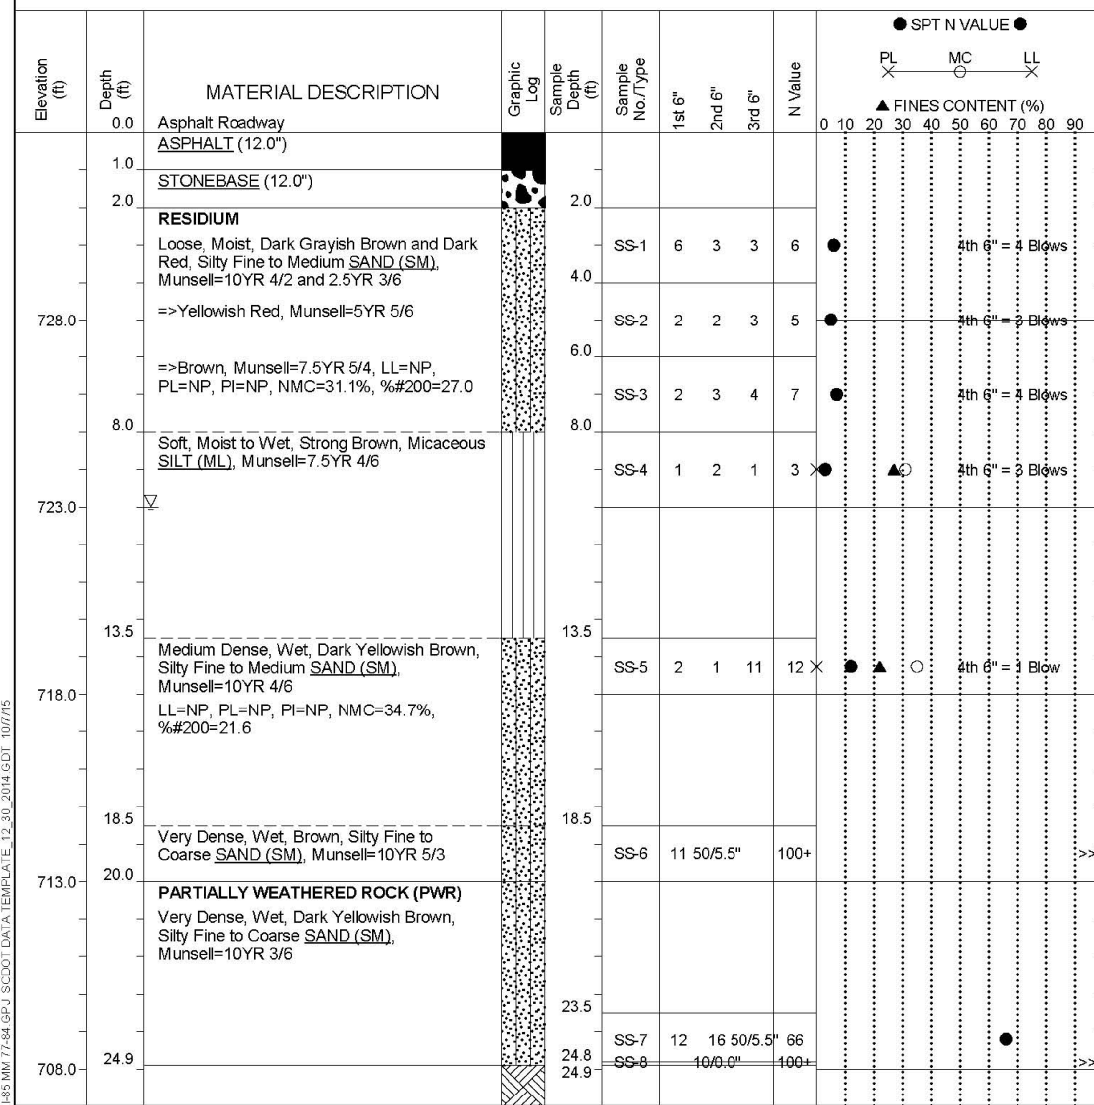 ● SPT N VALUE ●
PL MC LL
▲ FINES CONTENT (%)
0 10 20 30 40 50 60 70 80 90
Elevation (ft)
Depth (ft)
MATERIAL DESCRIPTION
Graphic Log
Sample Depth (ft)
Sample No./Type
1st 6"
2nd 6"
3rd 6"
N Value
0.0 Asphalt Roadway
ASPHALT (12.0")
1.0
STONEBASE (12.0")
2.0 2.0
RESIDIUM
Loose, Moist, Dark Grayish Brown and Dark
Red, Silty Fine to Medium SAND (SM),
Munsell=10YR 4/2 and 2.5YR 3/6
SS-1 6 3 3 6 4th 6" = 4 Blows
4.0
=>Yellowish Red, Munsell=5YR 5/6
728.0 SS-2 2 2 3 5 4th 6" = 3 Blows
6.0
=>Brown, Munsell=7.5YR 5/4, LL=NP,
PL=NP, PI=NP, NMC=31.1%, %#200=27.0
SS-3 2 3 4 7 4th 6" = 4 Blows
8.0 8.0
Soft, Moist to Wet, Strong Brown, Micaceous
SILT (ML), Munsell=7.5YR 4/6
SS-4 1 2 1 3 4th 6" = 3 Blows
723.0
13.5 13.5
Medium Dense, Wet, Dark Yellowish Brown,
Silty Fine to Medium SAND (SM),
Munsell=10YR 4/6
SS-5 2 1 11 12 4th 6" = 1 Blow
718.0
LL=NP, PL=NP, PI=NP, NMC=34.7%,
%#200=21.6
18.5 18.5
Very Dense, Wet, Brown, Silty Fine to
Coarse SAND (SM), Munsell=10YR 5/3
SS-6 11 50/5.5" 100+ >>
713.0 20.0
PARTIALLY WEATHERED ROCK (PWR)
Very Dense, Wet, Dark Yellowish Brown,
Silty Fine to Coarse SAND (SM),
Munsell=10YR 3/6
23.5
SS-7 12 16 50/5.5" 66
24.9 24.8
SS-8 10/0.0" 100+ >>
708.0 24.9
I-85 MM 77-84.GPJ SCDOT DATA TEMPLATE_12_30_2014.GDT 10/7/15